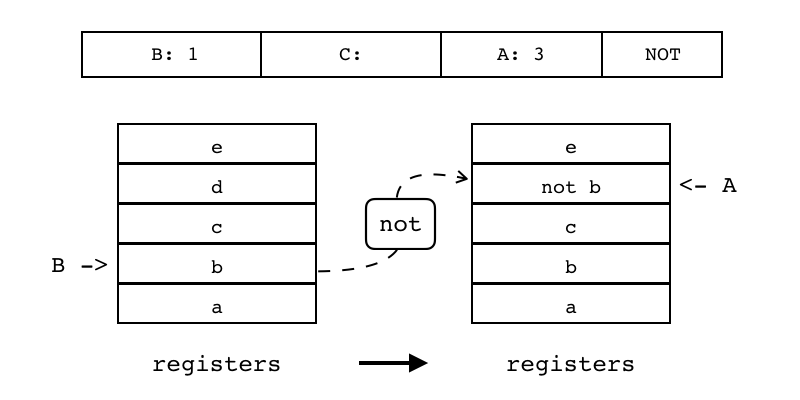 B: 1 C: A: 3 NOT
e e
d not b <- A
c not c
B -> b b
a a
registers registers